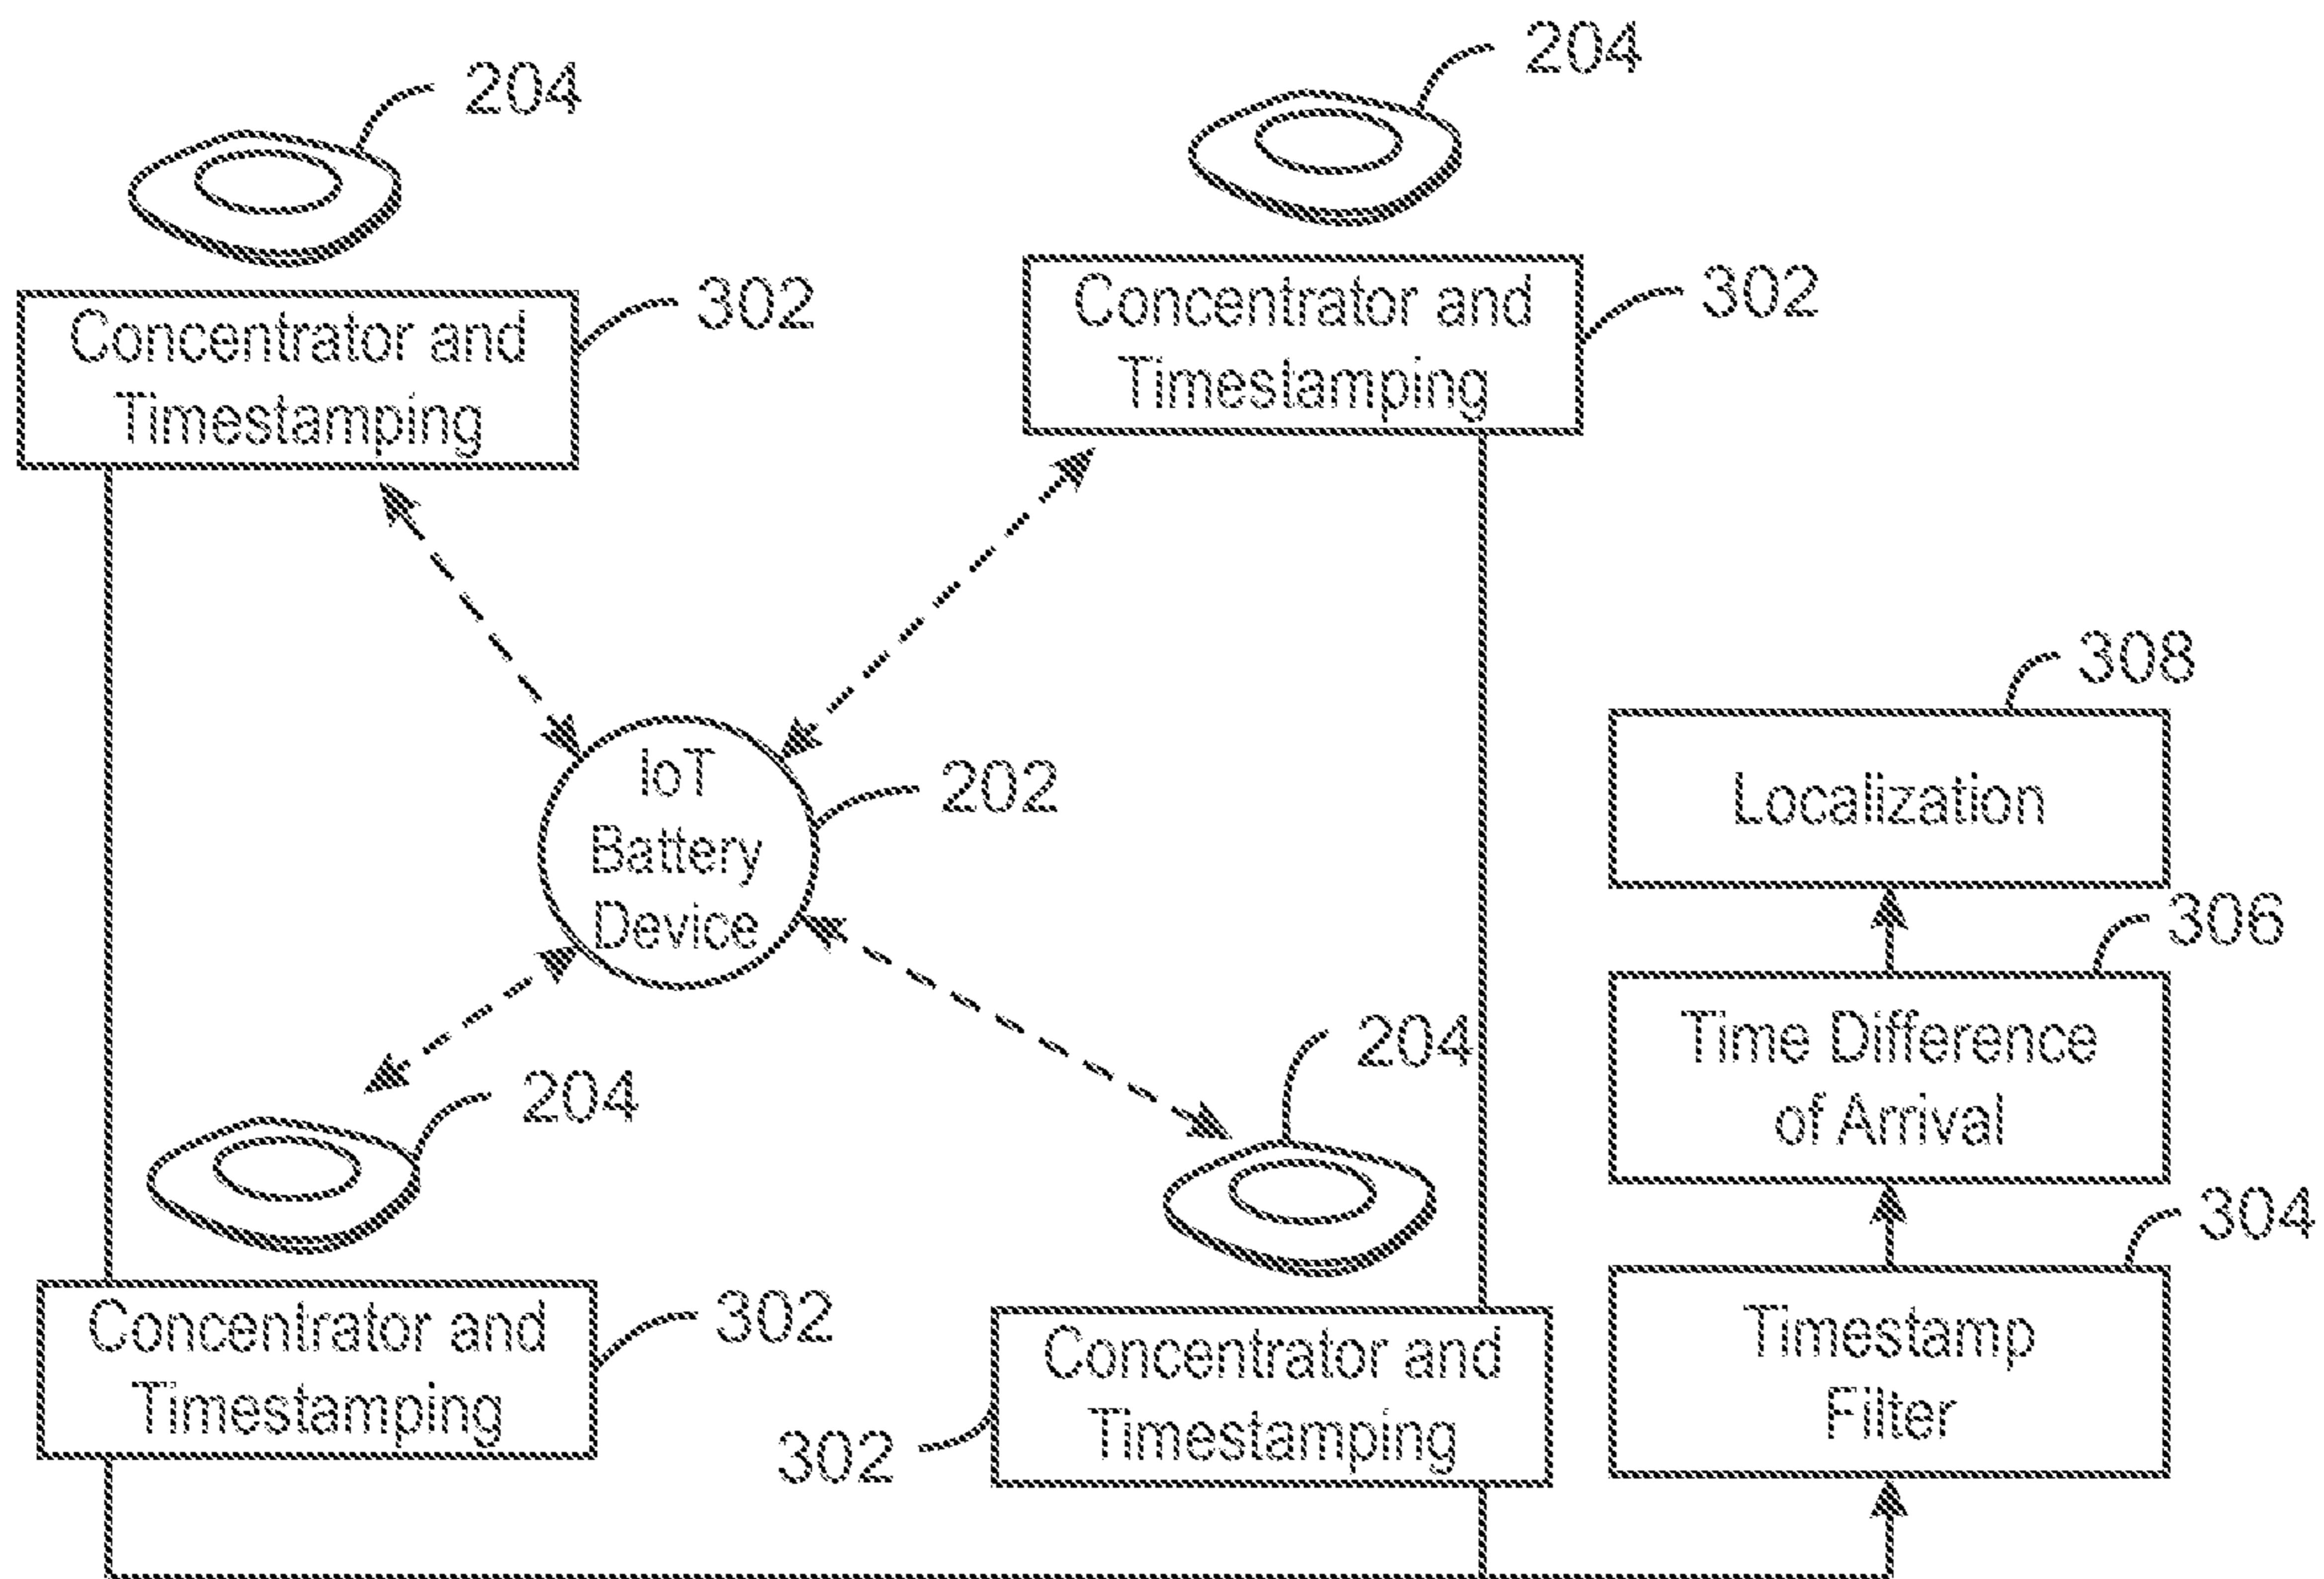 204
204
Concentrator and
Timestamping
302
Concentrator and
Timestamping
302
IoT
Battery
Device
202
308
Localization
306
Time Difference
of Arrival
204
204
304
Timestamp
Filter
Concentrator and
Timestamping
302
Concentrator and
Timestamping
302